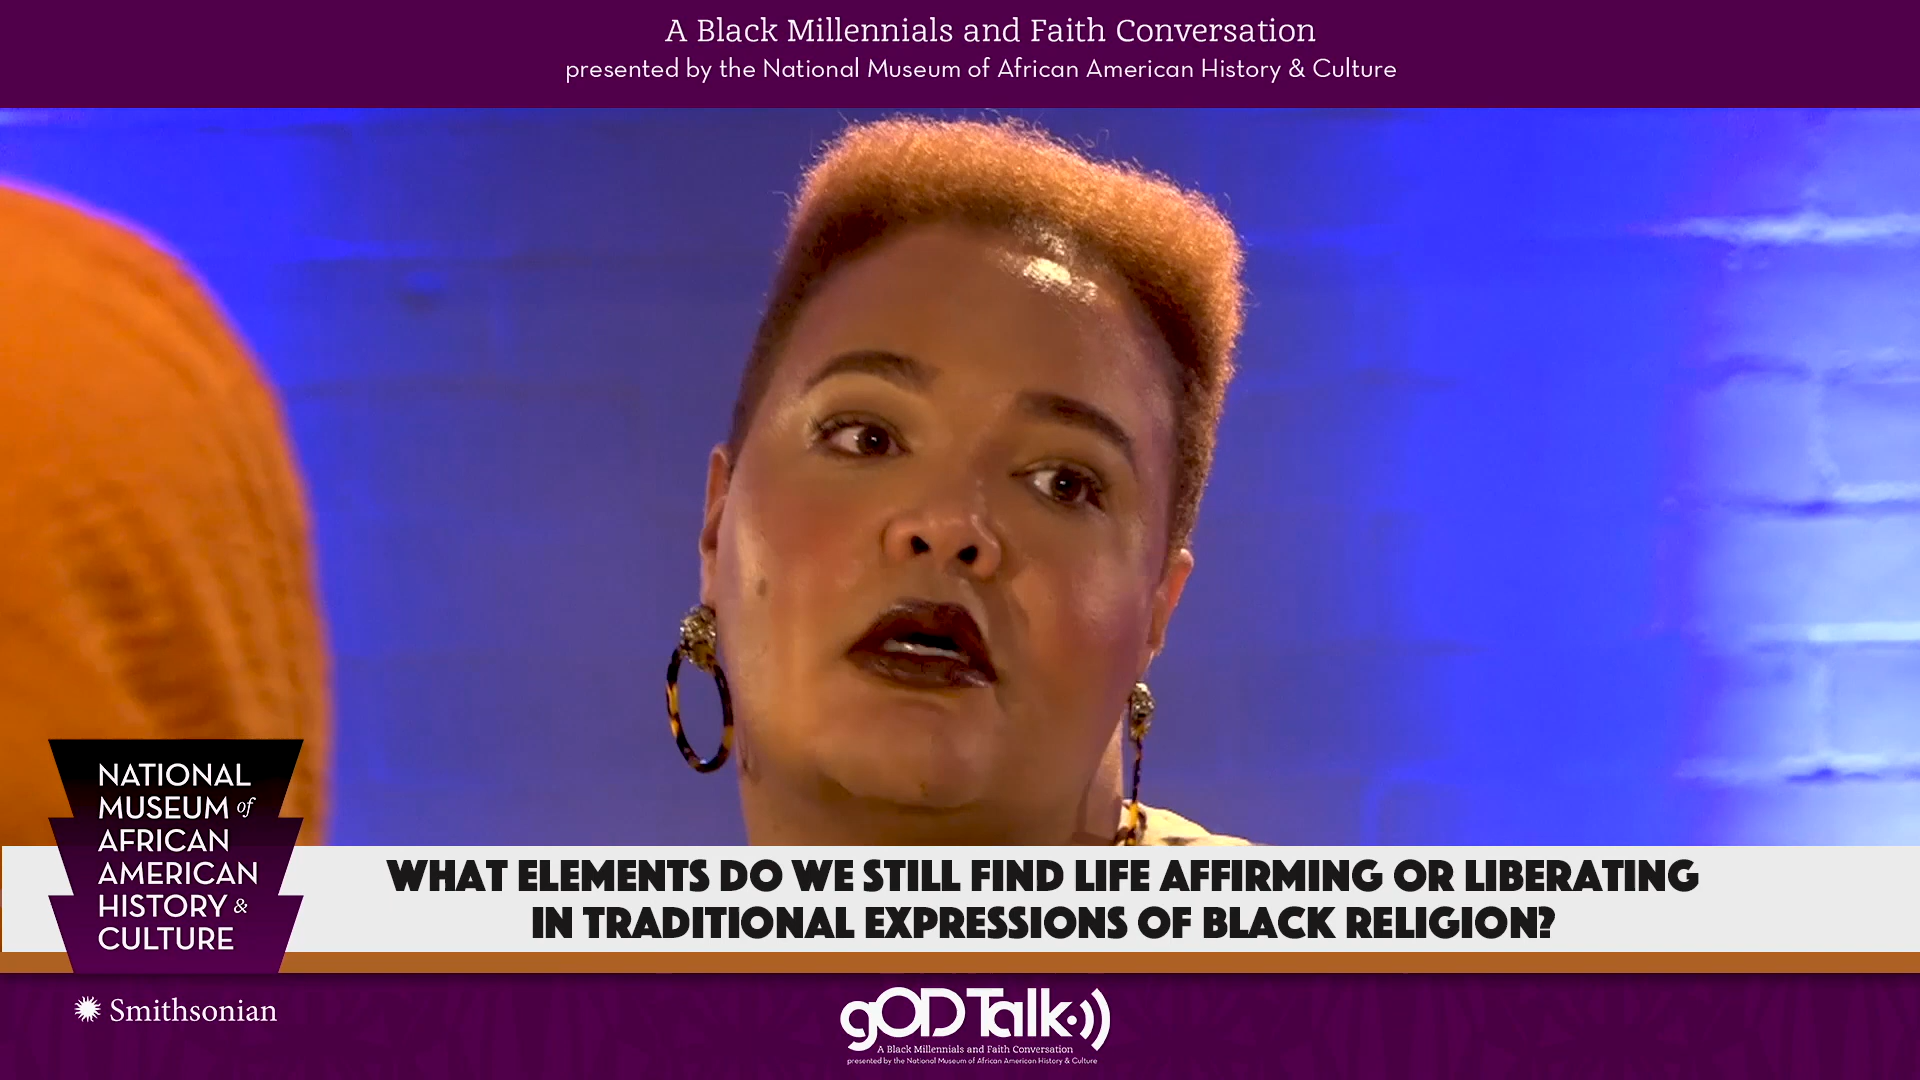 A Black Millennials and Faith Conversation
presented by the National Museum of African American History & Culture
NATIONAL
MUSEUM of
AFRICAN
AMERICAN
HISTORY &
CULTURE
WHAT ELEMENTS DO WE STILL FIND LIFE AFFIRMING OR LIBERATING
IN TRADITIONAL EXPRESSIONS OF BLACK RELIGION?
Smithsonian
gOD Talk
A Black Millennials and Faith Conversation
presented by the National Museum of African American History & Culture